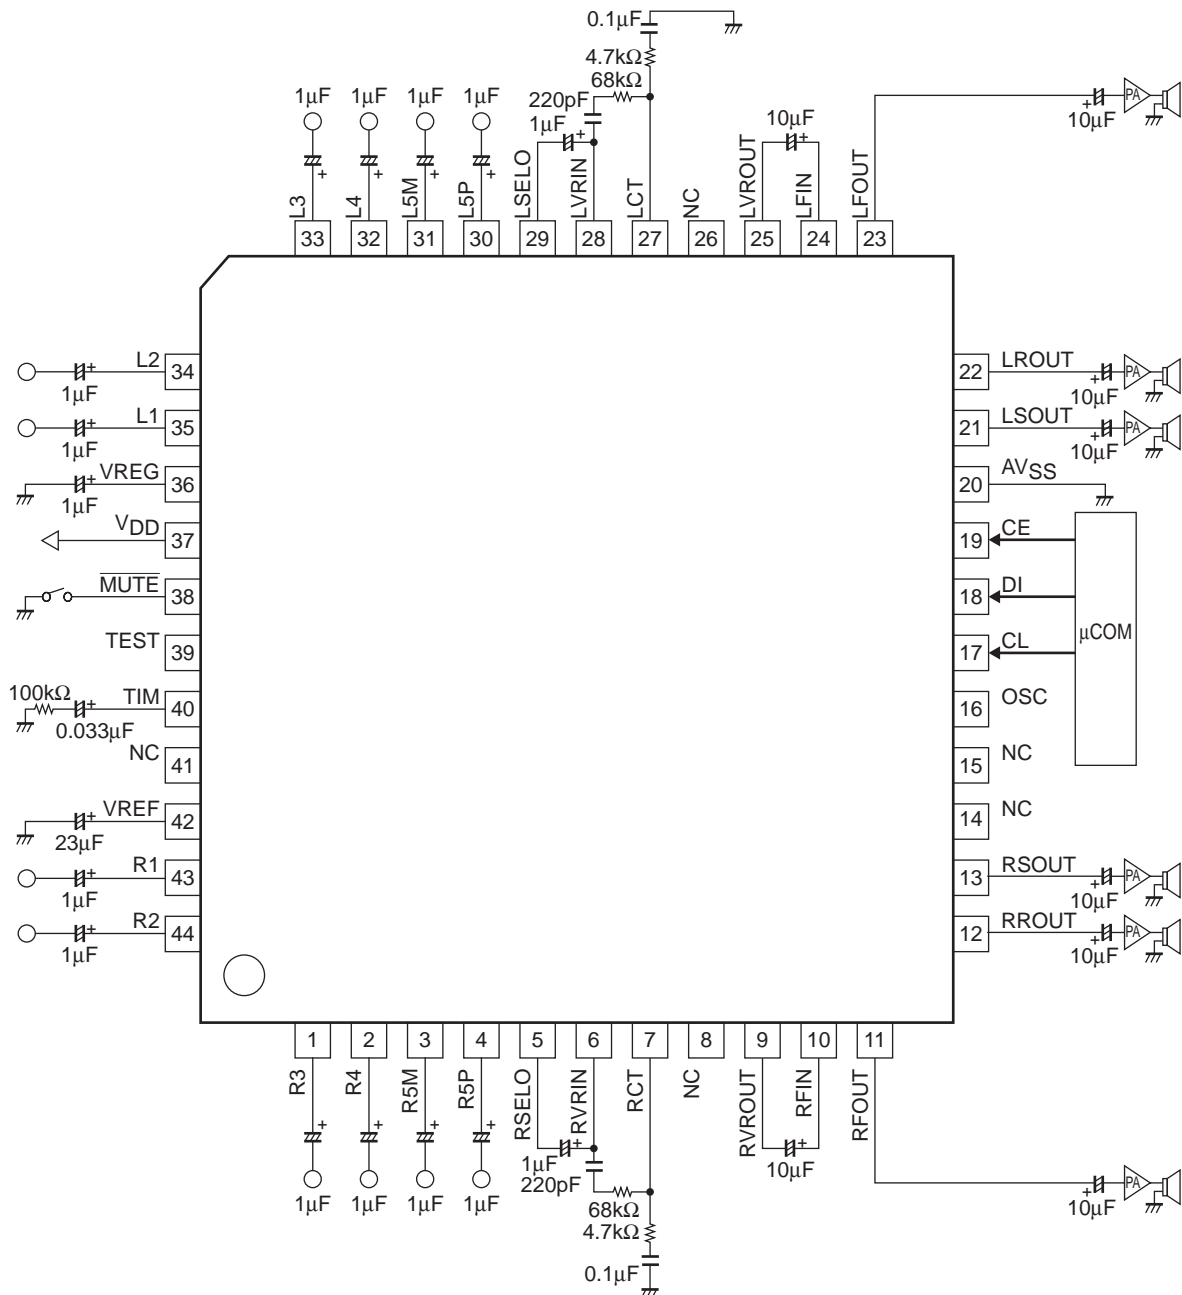 0.1µF
4.7kΩ
68kΩ
220pF
1µF
1µF 1µF 1µF 1µF
10µF
10µF
PA
L3 L4 L5M L5P LSELO LVRIN LCT NC LVROUT LFIN LFOUT
33 32 31 30 29 28 27 26 25 24 23
L2 34
1µF
L1 35
1µF
VREG 36
1µF
VDD 37
MUTE 38
TEST 39
100kΩ
TIM 40
0.033µF
NC 41
VREF 42
23µF
R1 43
1µF
R2 44
1µF
22 LROUT
10µF
PA
21 LSOUT
10µF
PA
20 AVSS
19 CE
18 DI
17 CL
µCOM
16 OSC
15 NC
14 NC
13 RSOUT
10µF
PA
12 RROUT
10µF
PA
1 2 3 4 5 6 7 8 9 10 11
R3 R4 R5M R5P RSELO RVRIN RCT NC RVROUT RFIN RFOUT
1µF 1µF 1µF 1µF
1µF
220pF
68kΩ
4.7kΩ
0.1µF
10µF
10µF
PA